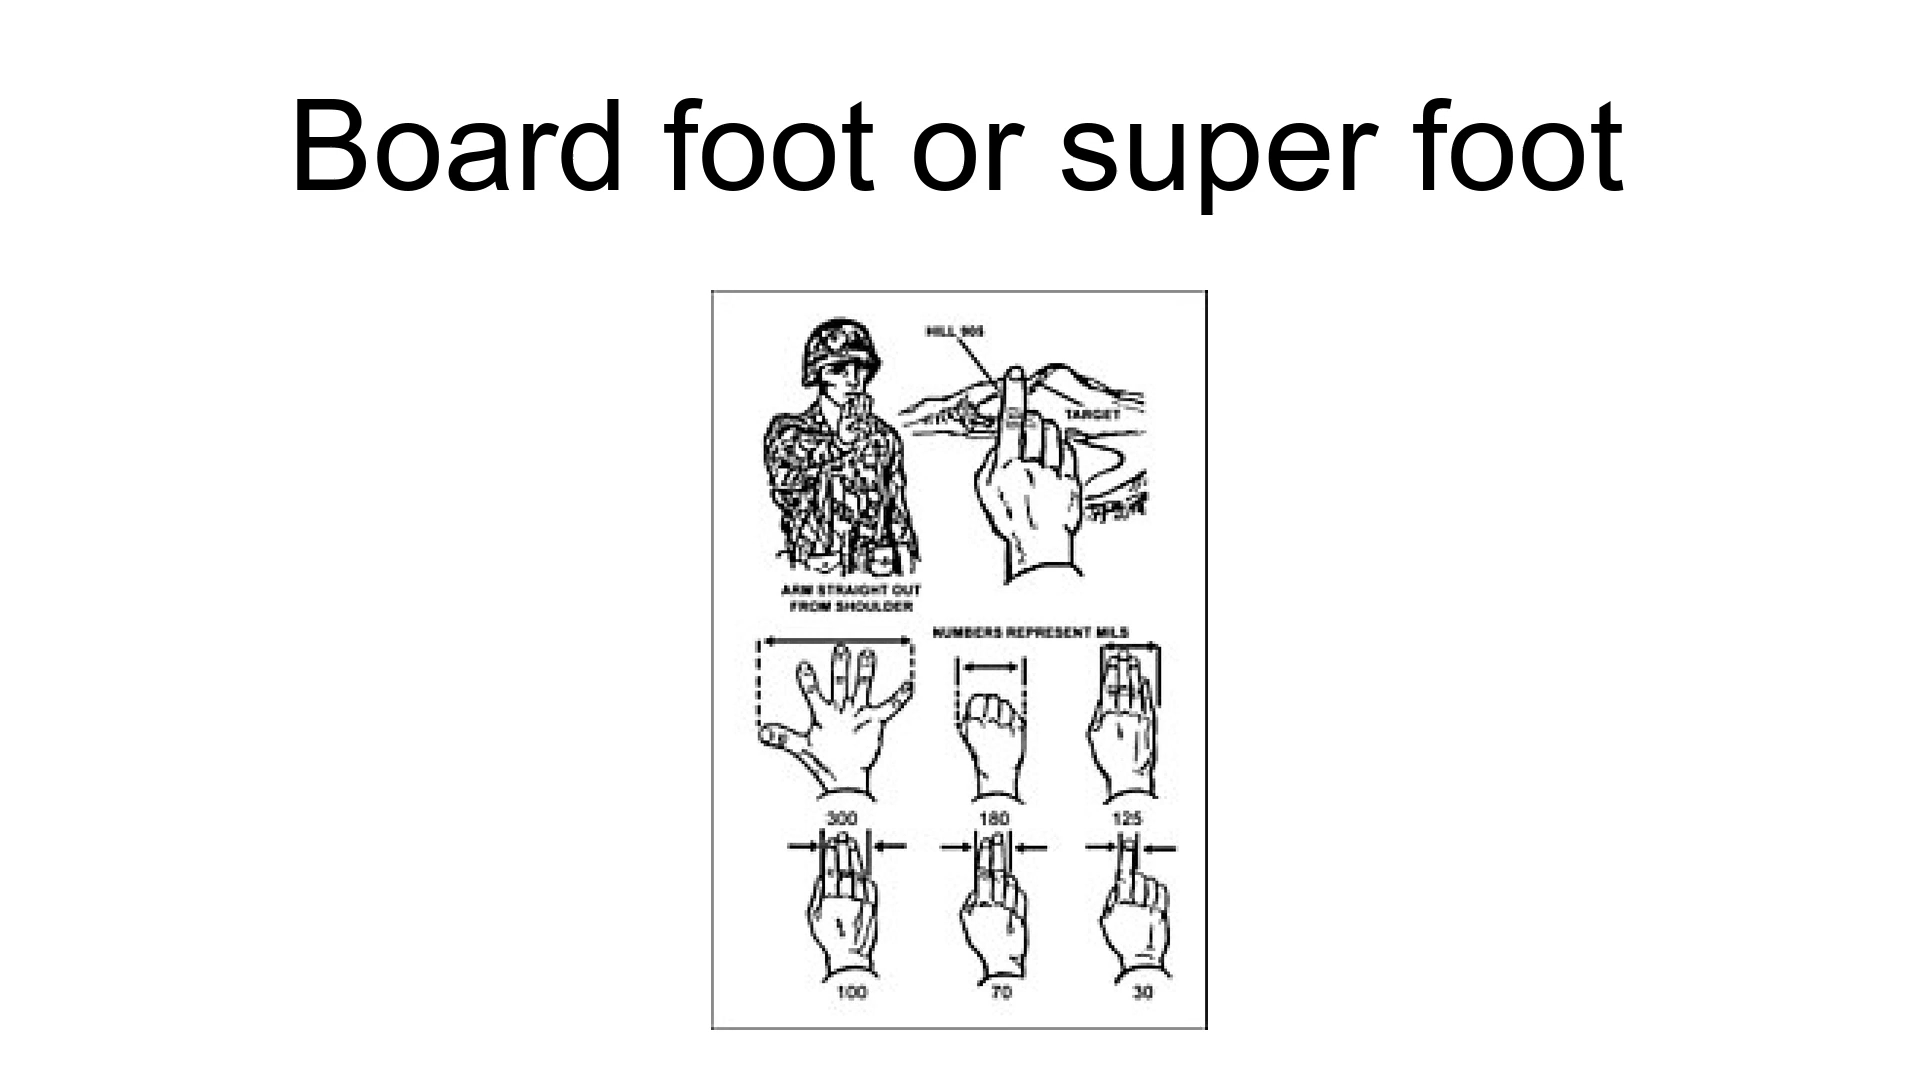 Board foot or super foot
HILL 905
TARGET
ARM STRAIGHT OUT
FROM SHOULDER
NUMBERS REPRESENT MILS
300
180
125
100
70
30